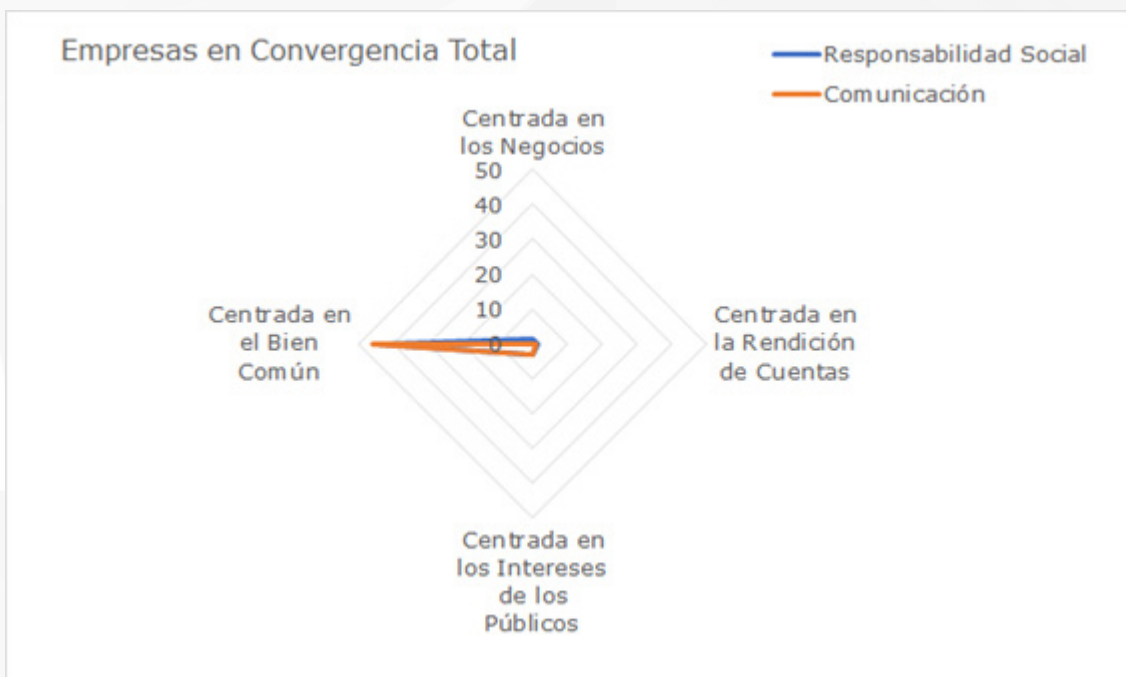 Empresas en Convergencia Total
Responsabilidad Social
Comunicación
Centrada en
los Negocios
50
40
30
20
10
0
Centrada en
el Bien
Común
Centrada en
la Rendición
de Cuentas
Centrada en
los Intereses
de los
Públicos